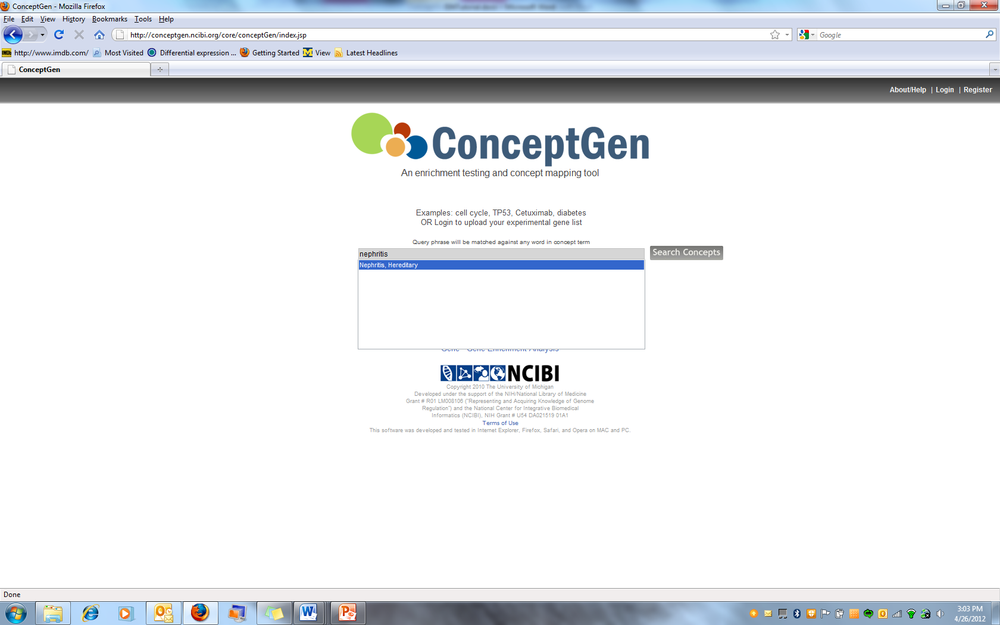 ConceptGen - Mozilla Firefox
File Edit View History Bookmarks Tools Help
http://conceptgen.ncibi.org/core/conceptGen/index.jsp
Google
IMDb http://www.imdb.com/ Most Visited Differential expression ... Getting Started View Latest Headlines
ConceptGen
About/Help | Login | Register
ConceptGen
An enrichment testing and concept mapping tool
Examples: cell cycle, TP53, Cetuximab, diabetes
OR Login to upload your experimental gene list
Query phrase will be matched against any word in concept term
nephritis
Search Concepts
Nephritis, Hereditary
Gene Gene Enrichment Analysis
NCIBI
Copyright 2010 The University of Michigan
Developed under the support of the NIH/National Library of Medicine
Grant # R01 LM008106 ("Representing and Acquiring Knowledge of Genome
Regulation") and the National Center for Integrative Biomedical
Informatics (NCIBI), NIH Grant # U54 DA021519 01A1
Terms of Use
This software was developed and tested in Internet Explorer, Firefox, Safari, and Opera on MAC and PC.
Done
3:03 PM
4/26/2012